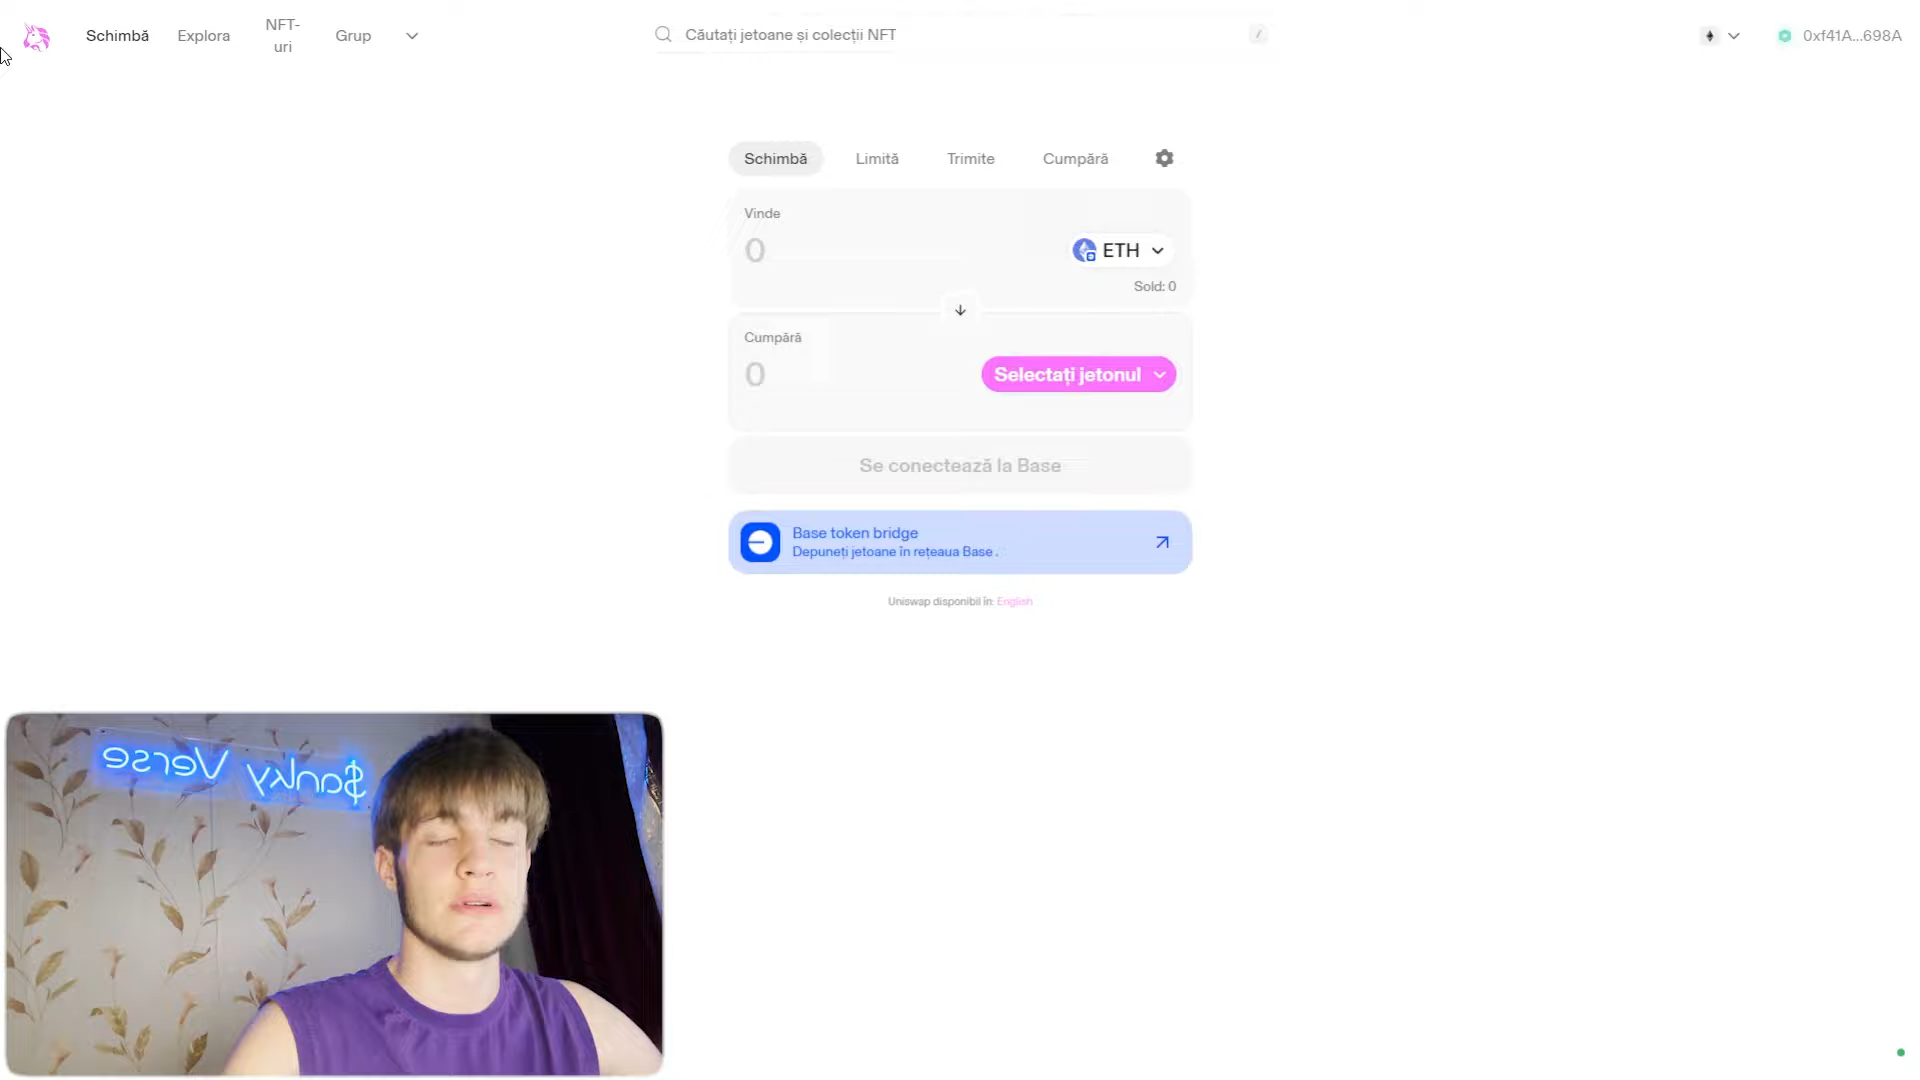 Schimbă
Explora
NFT-
uri
Grup
Căutați jetoane și colecții NFT
/
0xf41A...698A
Schimbă
Limită
Trimite
Cumpără
Vinde
0
ETH
Sold: 0
Cumpără
0
Selectați jetonul
Se conectează la Base
Base token bridge
Depuneți jetoane în rețeaua Base.
Uniswap disponibil în: English
$anky Verse